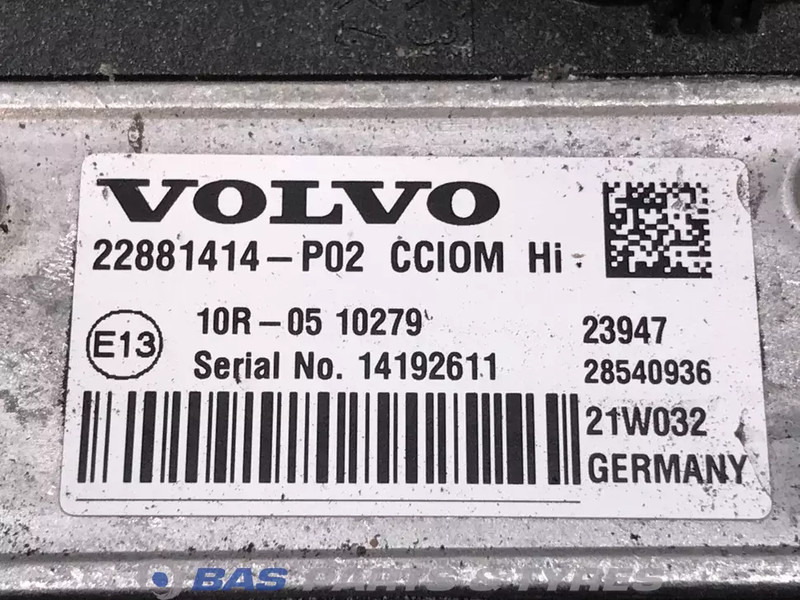 VOLVO
22881414-P02 CCIOM Hi
10R-05 10279
E13
Serial No. 14192611
23947
28540936
21W032
GERMANY
BAS PARTS & TYRES